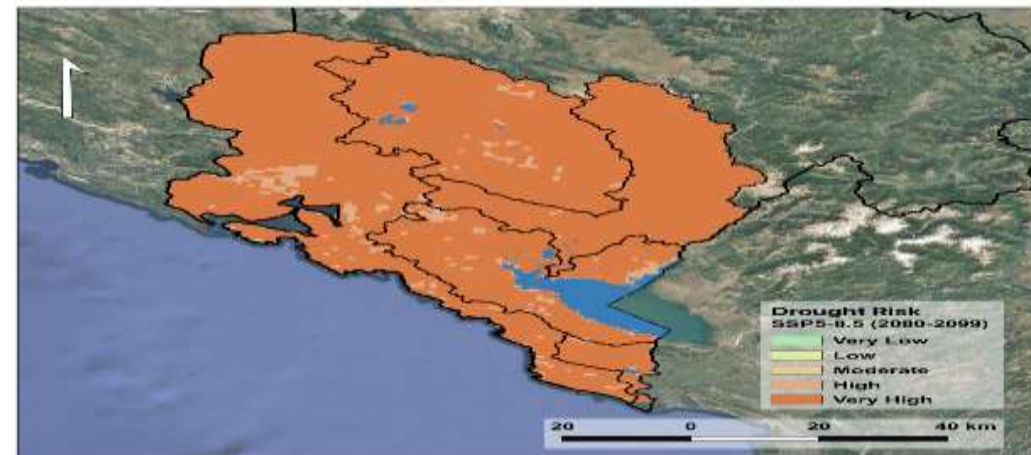 Drought Risk
SSP5-8.5 (2080-2099)
Very Low
Low
Moderate
High
Very High
20 0 20 40 km